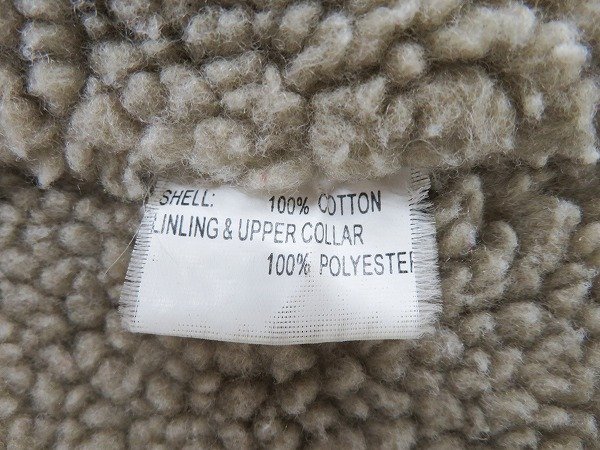 SHELL: 100% COTTON
LINLING & UPPER COLLAR
100% POLYESTER